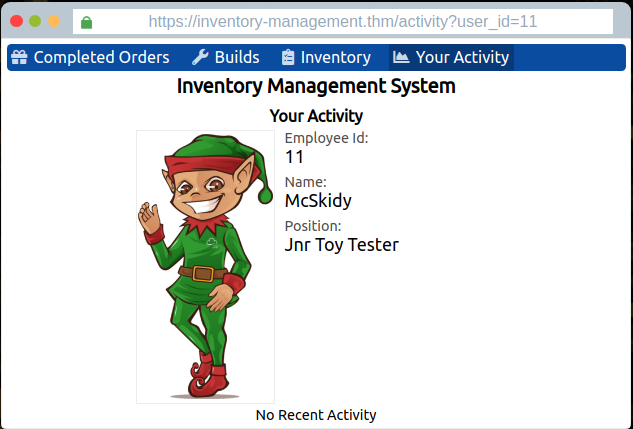 https://inventory-management.thm/activity?user_id=11
Completed Orders Builds Inventory Your Activity
Inventory Management System
Your Activity
Employee Id:
11
Name:
McSkidy
Position:
Jnr Toy Tester
No Recent Activity